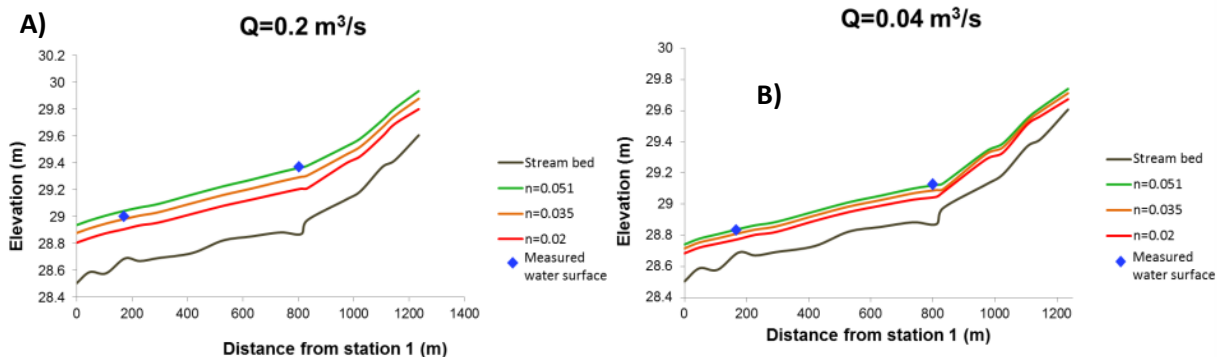 A)
Q=0.2 m³/s
Elevation (m)
30.2
30
29.8
29.6
29.4
29.2
29
28.8
28.6
28.4
0 200 400 600 800 1000 1200 1400
Distance from station 1 (m)
Stream bed
n=0.051
n=0.035
n=0.02
Measured
water surface
Q=0.04 m³/s
B)
Elevation (m)
30
29.8
29.6
29.4
29.2
29
28.8
28.6
28.4
0 200 400 600 800 1000 1200
Distance from station 1 (m)
Stream bed
n=0.051
n=0.035
n=0.02
Measured
water surface